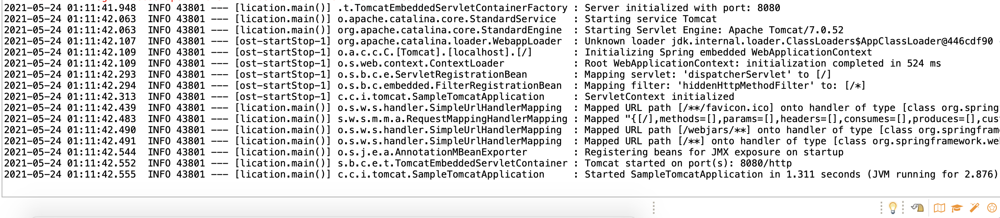 2021-05-24 01:11:41.948  INFO 43801 --- [lication.main()] .t.TomcatEmbeddedServletContainerFactory : Server initialized with port: 8080
2021-05-24 01:11:42.063  INFO 43801 --- [lication.main()] o.apache.catalina.core.StandardService   : Starting service Tomcat
2021-05-24 01:11:42.063  INFO 43801 --- [lication.main()] org.apache.catalina.core.StandardEngine  : Starting Servlet Engine: Apache Tomcat/7.0.52
2021-05-24 01:11:42.107  INFO 43801 --- [ost-startStop-1] org.apache.catalina.loader.WebappLoader  : Unknown loader jdk.internal.loader.ClassLoaders$AppClassLoader@446cdf90
2021-05-24 01:11:42.109  INFO 43801 --- [ost-startStop-1] o.a.c.c.C.[Tomcat].[localhost].[/]       : Initializing Spring embedded WebApplicationContext
2021-05-24 01:11:42.109  INFO 43801 --- [ost-startStop-1] o.s.web.context.ContextLoader            : Root WebApplicationContext: initialization completed in 524 ms
2021-05-24 01:11:42.293  INFO 43801 --- [ost-startStop-1] o.s.b.c.e.ServletRegistrationBean        : Mapping servlet: 'dispatcherServlet' to [/]
2021-05-24 01:11:42.294  INFO 43801 --- [ost-startStop-1] o.s.b.c.embedded.FilterRegistrationBean  : Mapping filter: 'hiddenHttpMethodFilter' to: [/*]
2021-05-24 01:11:42.313  INFO 43801 --- [ost-startStop-1] c.c.i.tomcat.SampleTomcatApplication     : ServletContext initialized
2021-05-24 01:11:42.439  INFO 43801 --- [lication.main()] o.s.w.s.handler.SimpleUrlHandlerMapping  : Mapped URL path [/**/favicon.ico] onto handler of type [class org.spring
2021-05-24 01:11:42.483  INFO 43801 --- [lication.main()] s.w.s.m.m.a.RequestMappingHandlerMapping : Mapped "{[/],methods=[],params=[],headers=[],consumes=[],produces=[],cus
2021-05-24 01:11:42.490  INFO 43801 --- [lication.main()] o.s.w.s.handler.SimpleUrlHandlerMapping  : Mapped URL path [/webjars/**] onto handler of type [class org.springfram
2021-05-24 01:11:42.491  INFO 43801 --- [lication.main()] o.s.w.s.handler.SimpleUrlHandlerMapping  : Mapped URL path [/**] onto handler of type [class org.springframework.we
2021-05-24 01:11:42.544  INFO 43801 --- [lication.main()] o.s.j.e.a.AnnotationMBeanExporter        : Registering beans for JMX exposure on startup
2021-05-24 01:11:42.552  INFO 43801 --- [lication.main()] s.b.c.e.t.TomcatEmbeddedServletContainer : Tomcat started on port(s): 8080/http
2021-05-24 01:11:42.555  INFO 43801 --- [lication.main()] c.c.i.tomcat.SampleTomcatApplication     : Started SampleTomcatApplication in 1.311 seconds (JVM running for 2.876)